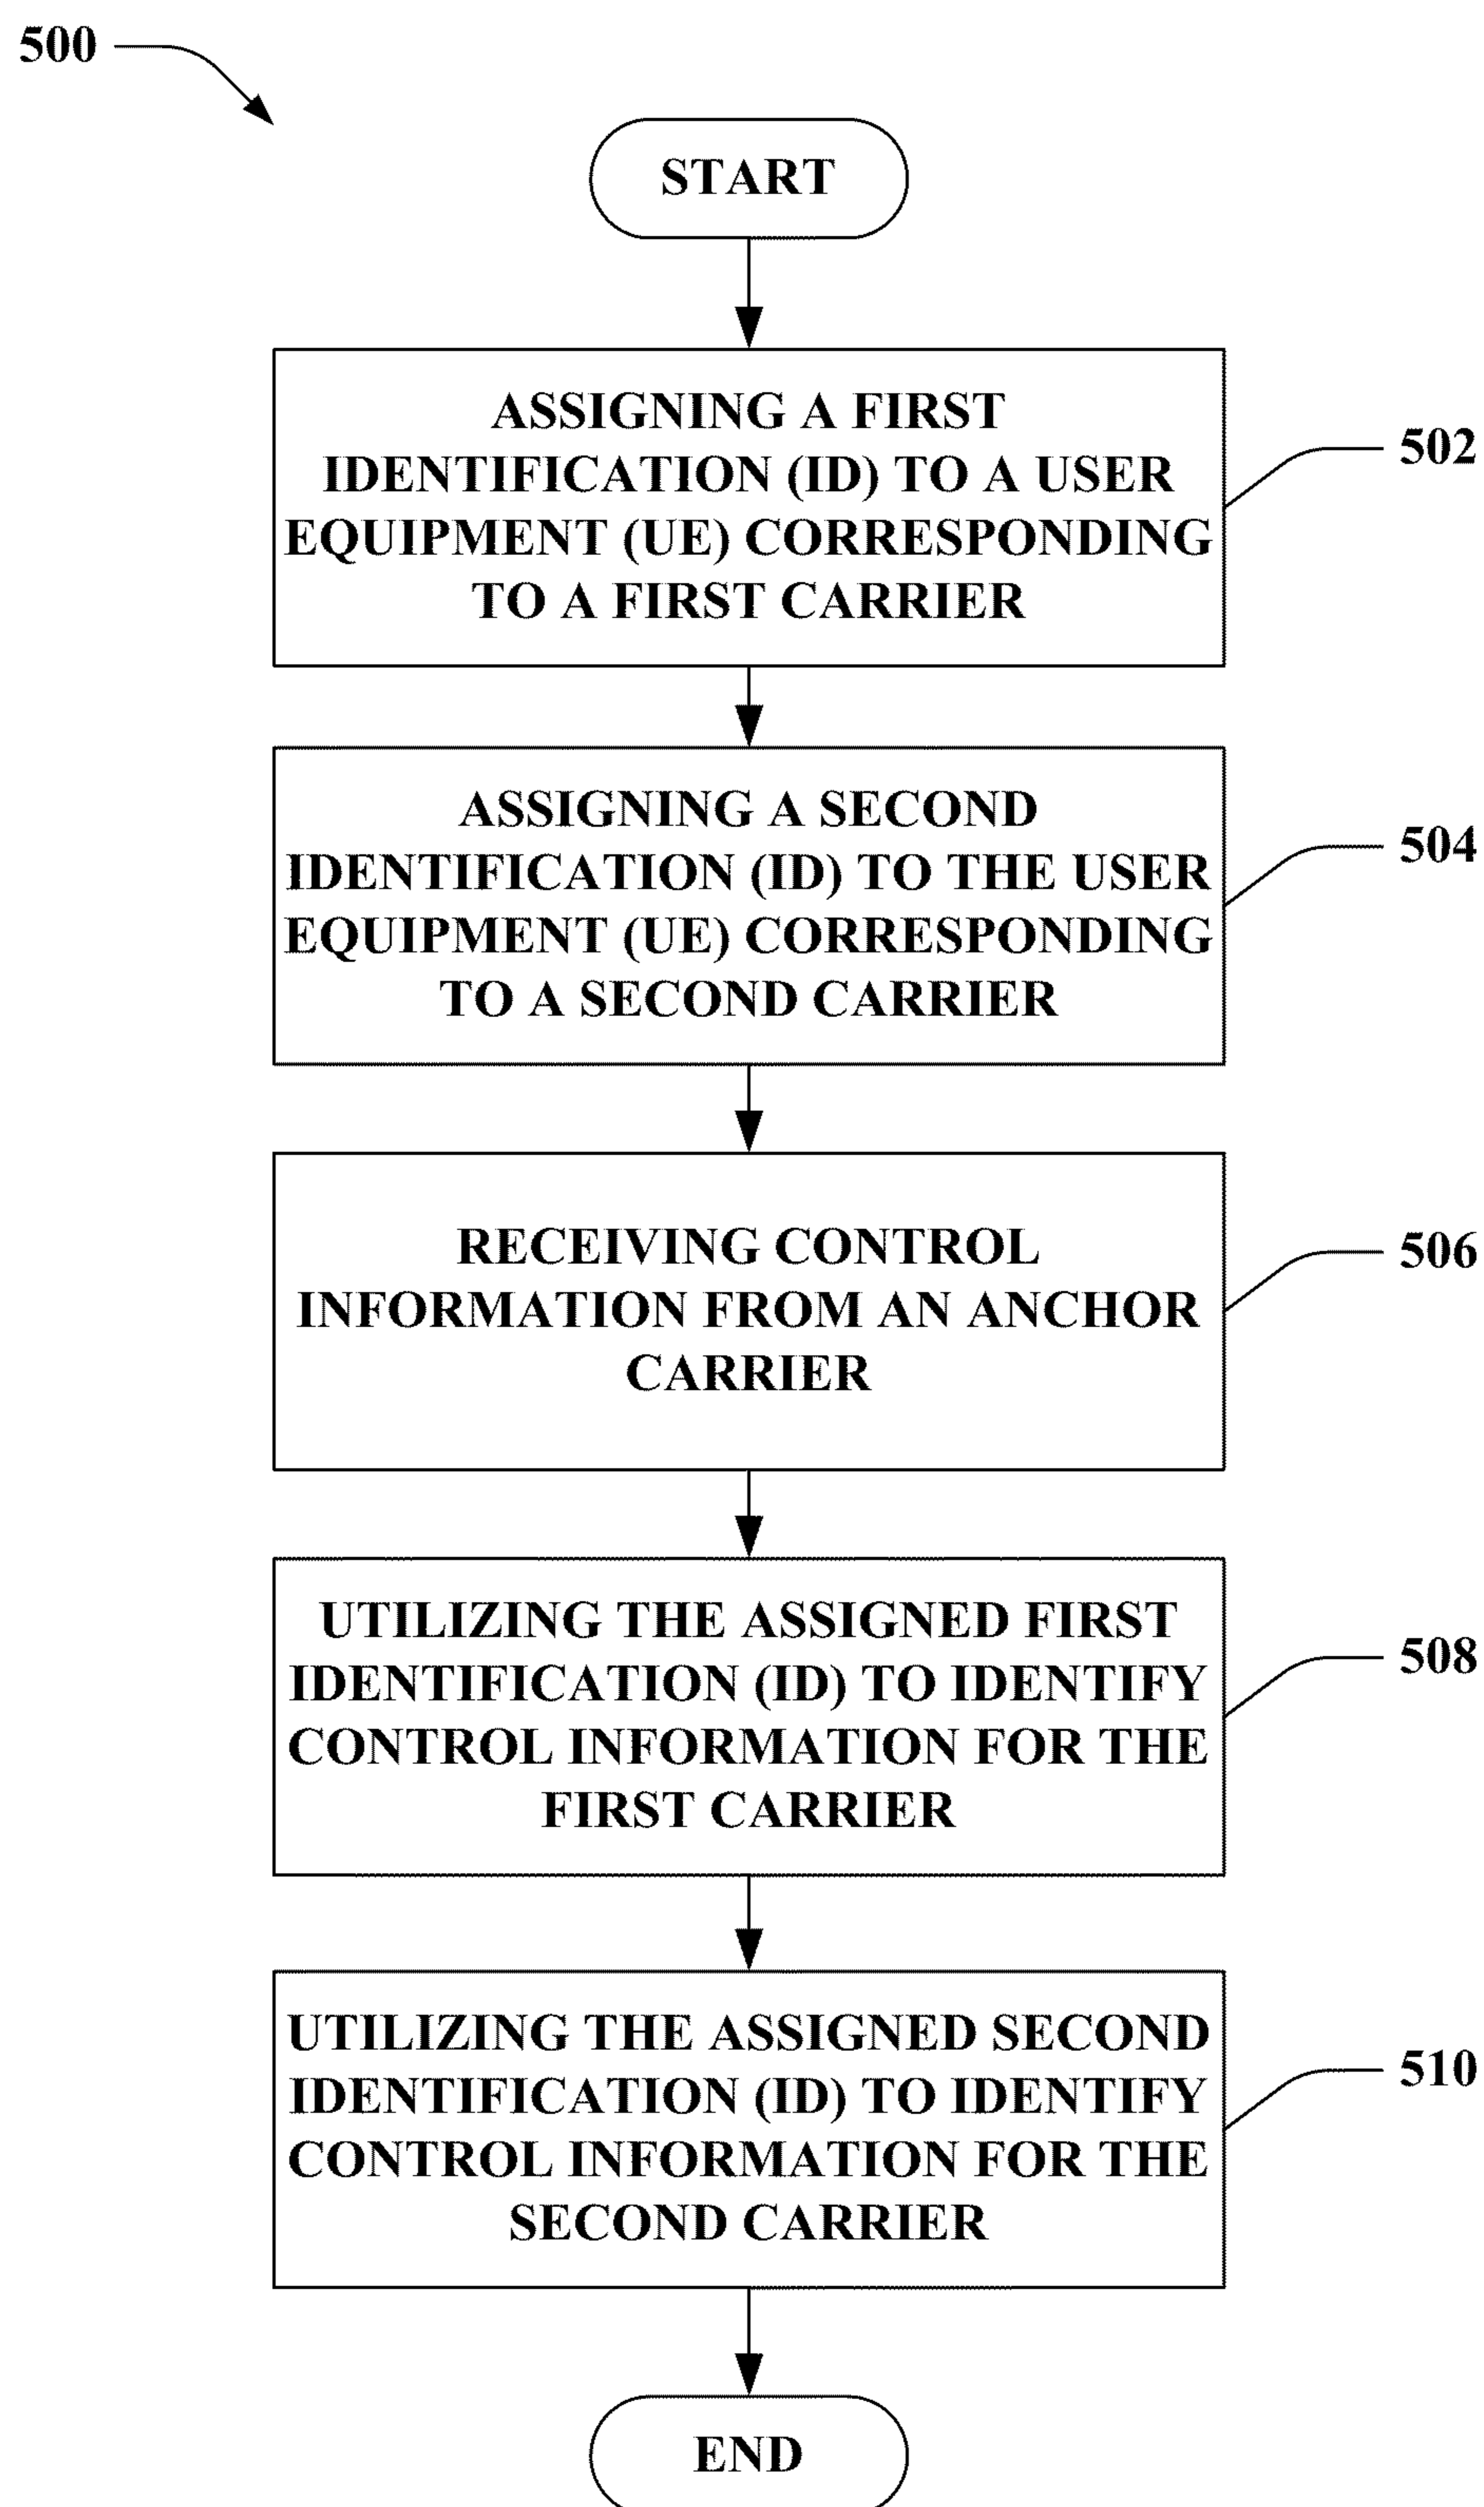 500
START
ASSIGNING A FIRST
IDENTIFICATION (ID) TO A USER
EQUIPMENT (UE) CORRESPONDING
TO A FIRST CARRIER
502
ASSIGNING A SECOND
IDENTIFICATION (ID) TO THE USER
EQUIPMENT (UE) CORRESPONDING
TO A SECOND CARRIER
504
RECEIVING CONTROL
INFORMATION FROM AN ANCHOR
CARRIER
506
UTILIZING THE ASSIGNED FIRST
IDENTIFICATION (ID) TO IDENTIFY
CONTROL INFORMATION FOR THE
FIRST CARRIER
508
UTILIZING THE ASSIGNED SECOND
IDENTIFICATION (ID) TO IDENTIFY
CONTROL INFORMATION FOR THE
SECOND CARRIER
510
END